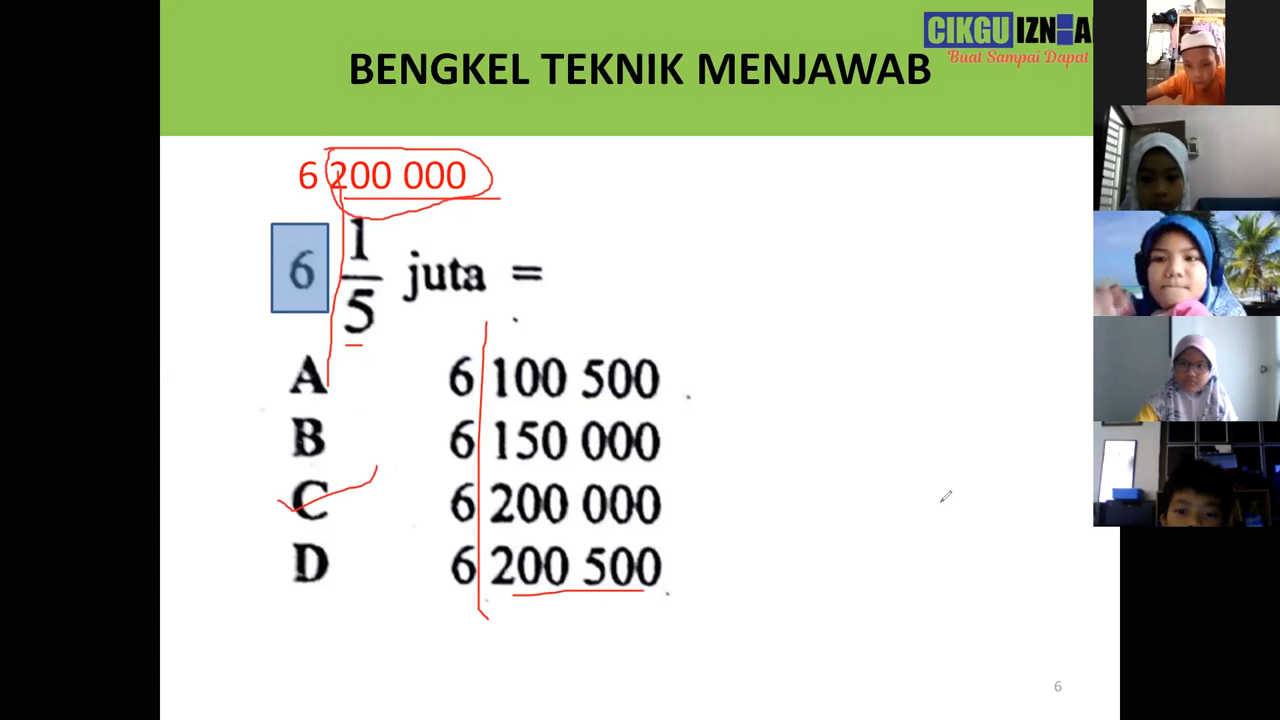 CIKGU IZN
Buat Sampai Dapat
BENGKEL TEKNIK MENJAWAB
6 200 000
6 1/5 juta =
A 6 100 500
B 6 150 000
C 6 200 000
D 6 200 500
6